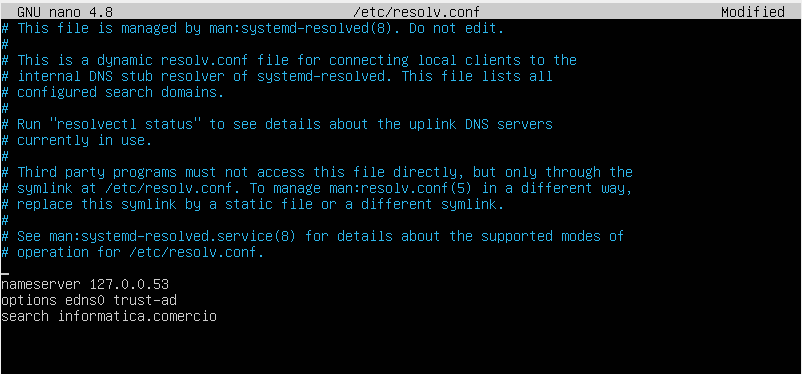 GNU nano 4.8 /etc/resolv.conf Modified
# This file is managed by man:systemd-resolved(8). Do not edit.
#
# This is a dynamic resolv.conf file for connecting local clients to the
# internal DNS stub resolver of systemd-resolved. This file lists all
# configured search domains.
#
# Run "resolvectl status" to see details about the uplink DNS servers
# currently in use.
#
# Third party programs must not access this file directly, but only through the
# symlink at /etc/resolv.conf. To manage man:resolv.conf(5) in a different way,
# replace this symlink by a static file or a different symlink.
#
# See man:systemd-resolved.service(8) for details about the supported modes of
# operation for /etc/resolv.conf.
nameserver 127.0.0.53
options edns0 trust-ad
search informatica.comercio